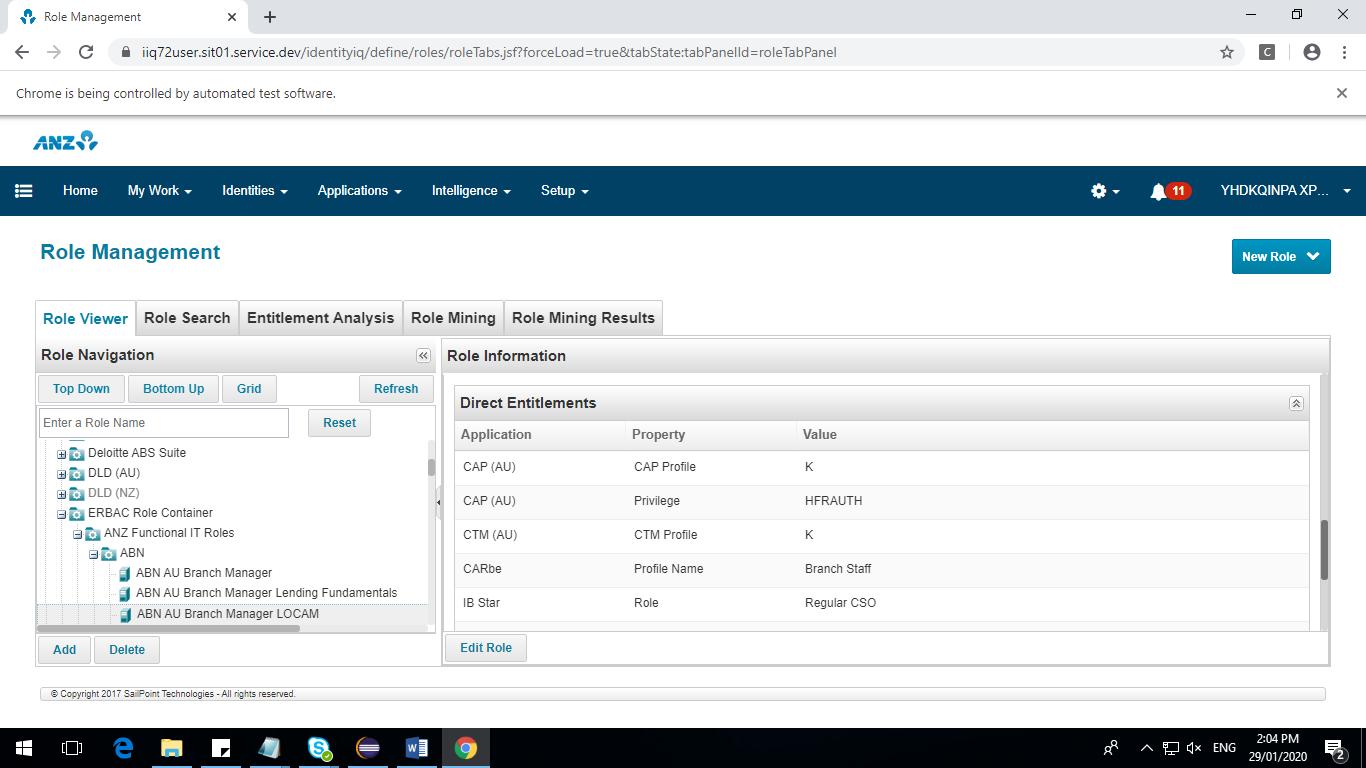 Role Management
iiq72user.sit01.service.dev/identityiq/define/roles/roleTabs.jsf?forceLoad=true&tabState:tabPanelId=roleTabPanel
C
Chrome is being controlled by automated test software.
ANZ
Home My Work Identities Applications Intelligence Setup 11 YHDKQINPA XP...
Role Management
New Role
Role Viewer Role Search Entitlement Analysis Role Mining Role Mining Results
Role Navigation
Role Information
Top Down Bottom Up Grid Refresh
Enter a Role Name Reset
Deloitte ABS Suite
DLD (AU)
DLD (NZ)
ERBAC Role Container
ANZ Functional IT Roles
ABN
ABN AU Branch Manager
ABN AU Branch Manager Lending Fundamentals
ABN AU Branch Manager LOCAM
Add Delete
Direct Entitlements
Application Property Value
CAP (AU) CAP Profile K
CAP (AU) Privilege HFRAUTH
CTM (AU) CTM Profile K
CARbe Profile Name Branch Staff
IB Star Role Regular CSO
Edit Role
© Copyright 2017 SailPoint Technologies - All rights reserved.
ENG
2:04 PM
29/01/2020
2